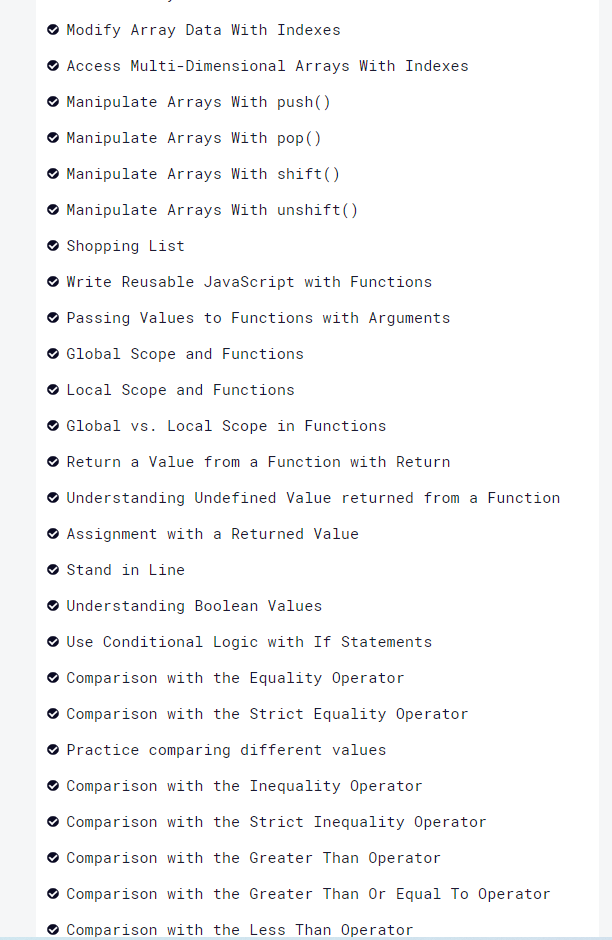 Modify Array Data With Indexes
Access Multi-Dimensional Arrays With Indexes
Manipulate Arrays With push()
Manipulate Arrays With pop()
Manipulate Arrays With shift()
Manipulate Arrays With unshift()
Shopping List
Write Reusable JavaScript with Functions
Passing Values to Functions with Arguments
Global Scope and Functions
Local Scope and Functions
Global vs. Local Scope in Functions
Return a Value from a Function with Return
Understanding Undefined Value returned from a Function
Assignment with a Returned Value
Stand in Line
Understanding Boolean Values
Use Conditional Logic with If Statements
Comparison with the Equality Operator
Comparison with the Strict Equality Operator
Practice comparing different values
Comparison with the Inequality Operator
Comparison with the Strict Inequality Operator
Comparison with the Greater Than Operator
Comparison with the Greater Than Or Equal To Operator
Comparison with the Less Than Operator